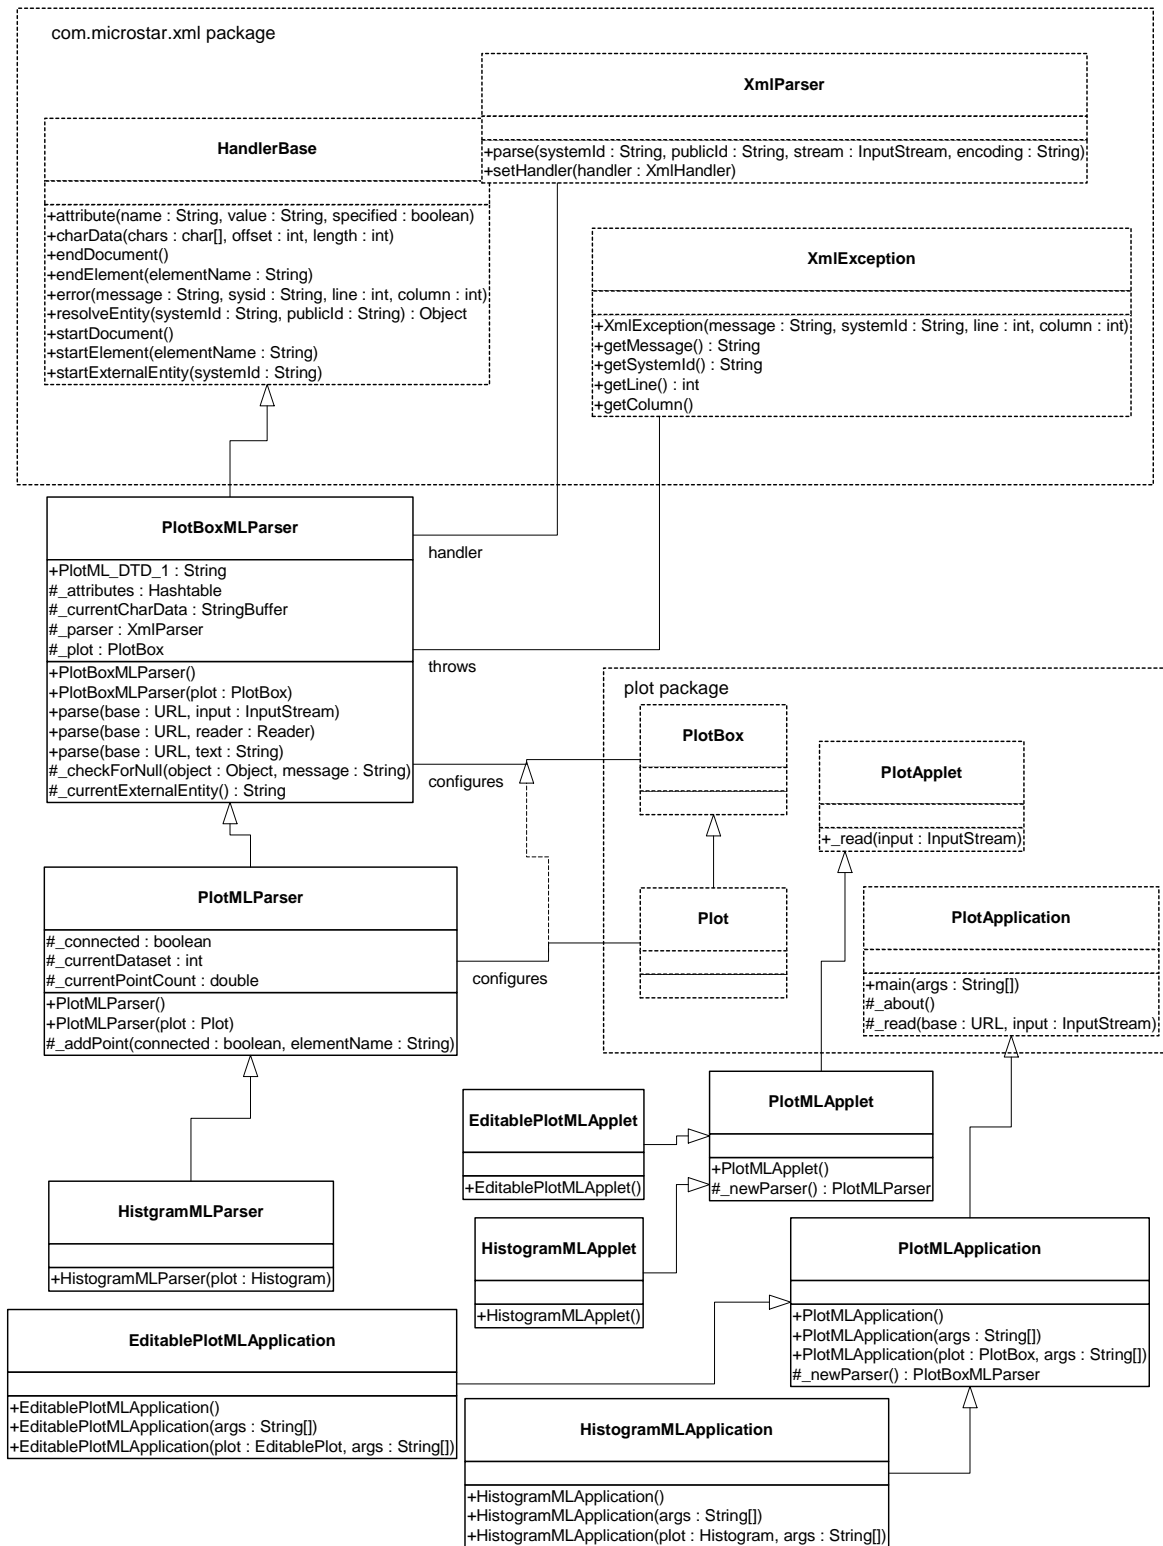 com.microstar.xml package
XmlParser
+parse(systemId : String, publicId : String, stream : InputStream, encoding : String)
+setHandler(handler : XmlHandler)
HandlerBase
+attribute(name : String, value : String, specified : boolean)
+charData(chars : char[], offset : int, length : int)
+endDocument()
+endElement(elementName : String)
+error(message : String, sysid : String, line : int, column : int)
+resolveEntity(systemId : String, publicId : String) : Object
+startDocument()
+startElement(elementName : String)
+startExternalEntity(systemId : String)
XmlException
+XmlException(message : String, systemId : String, line : int, column : int)
+getMessage() : String
+getSystemId() : String
+getLine() : int
+getColumn()
PlotBoxMLParser
+PlotML_DTD_1 : String
#_attributes : Hashtable
#_currentCharData : StringBuffer
#_parser : XmlParser
#_plot : PlotBox
+PlotBoxMLParser()
+PlotBoxMLParser(plot : PlotBox)
+parse(base : URL, input : InputStream)
+parse(base : URL, reader : Reader)
+parse(base : URL, text : String)
#_checkForNull(object : Object, message : String)
#_currentExternalEntity() : String
handler
throws
configures
plot package
PlotBox
PlotApplet
+_read(input : InputStream)
Plot
PlotApplication
+main(args : String[])
#_about()
#_read(base : URL, input : InputStream)
PlotMLParser
#_connected : boolean
#_currentDataset : int
#_currentPointCount : double
+PlotMLParser()
+PlotMLParser(plot : Plot)
#_addPoint(connected : boolean, elementName : String)
configures
EditablePlotMLApplet
+EditablePlotMLApplet()
PlotMLApplet
+PlotMLApplet()
#_newParser() : PlotMLParser
HistgramMLParser
+HistogramMLParser(plot : Histogram)
HistogramMLApplet
+HistogramMLApplet()
PlotMLApplication
+PlotMLApplication()
+PlotMLApplication(args : String[])
+PlotMLApplication(plot : PlotBox, args : String[])
#_newParser() : PlotBoxMLParser
EditablePlotMLApplication
+EditablePlotMLApplication()
+EditablePlotMLApplication(args : String[])
+EditablePlotMLApplication(plot : EditablePlot, args : String[])
HistogramMLApplication
+HistogramMLApplication()
+HistogramMLApplication(args : String[])
+HistogramMLApplication(plot : Histogram, args : String[])